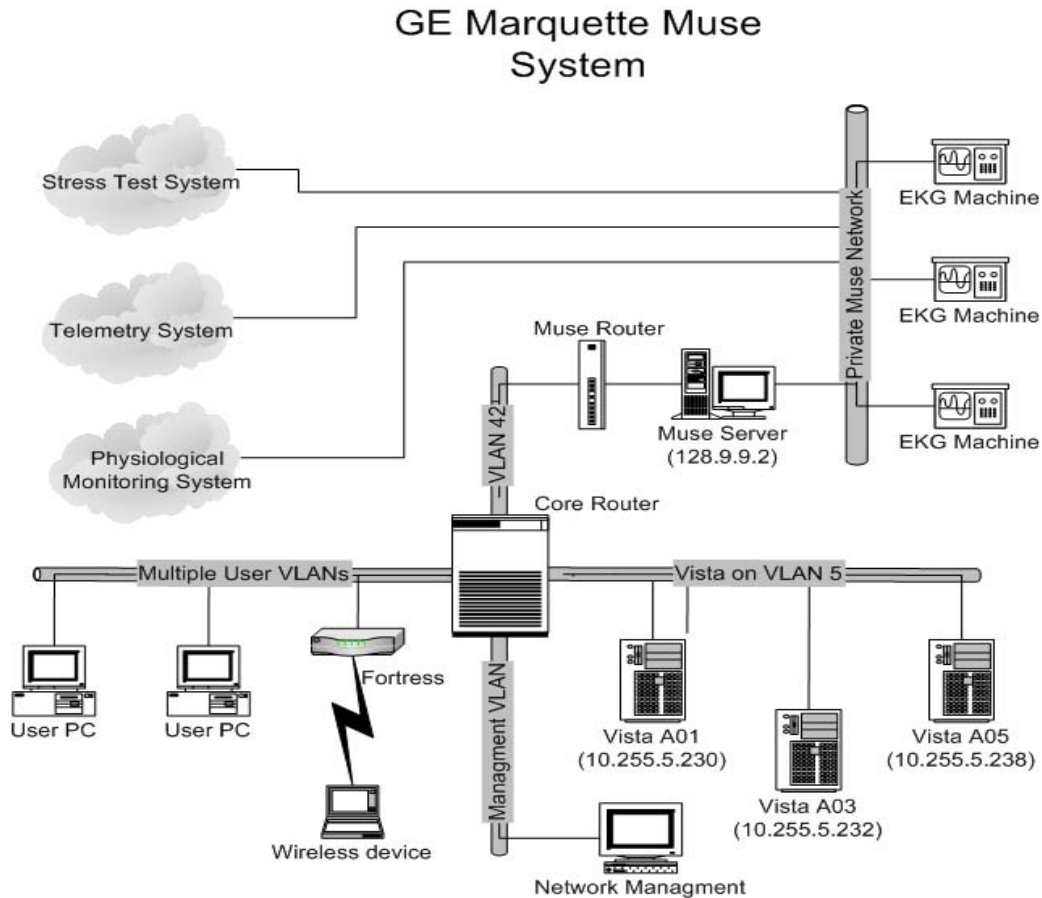 GE Marquette Muse
System
Stress Test System
Telemetry System
Physiological
Monitoring System
Private Muse Network
EKG Machine
EKG Machine
EKG Machine
Muse Router
Muse Server
(128.9.9.2)
VLAN 42
Core Router
Multiple User VLANs
Vista on VLAN 5
User PC
User PC
Fortress
Wireless device
Managment VLAN
Vista A01
(10.255.5.230)
Vista A03
(10.255.5.232)
Vista A05
(10.255.5.238)
Network Managment